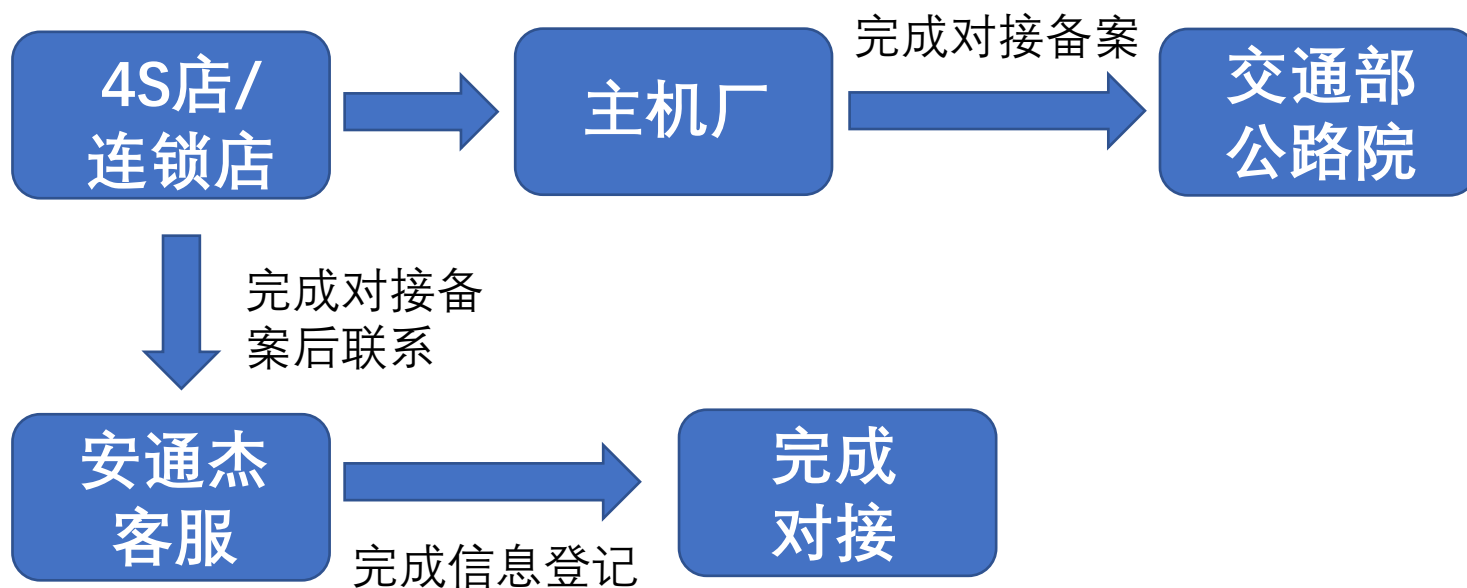 4S店/
连锁店
主机厂
完成对接备案
交通部
公路院
完成对接备
案后联系
安通杰
客服
完成信息登记
完成
对接